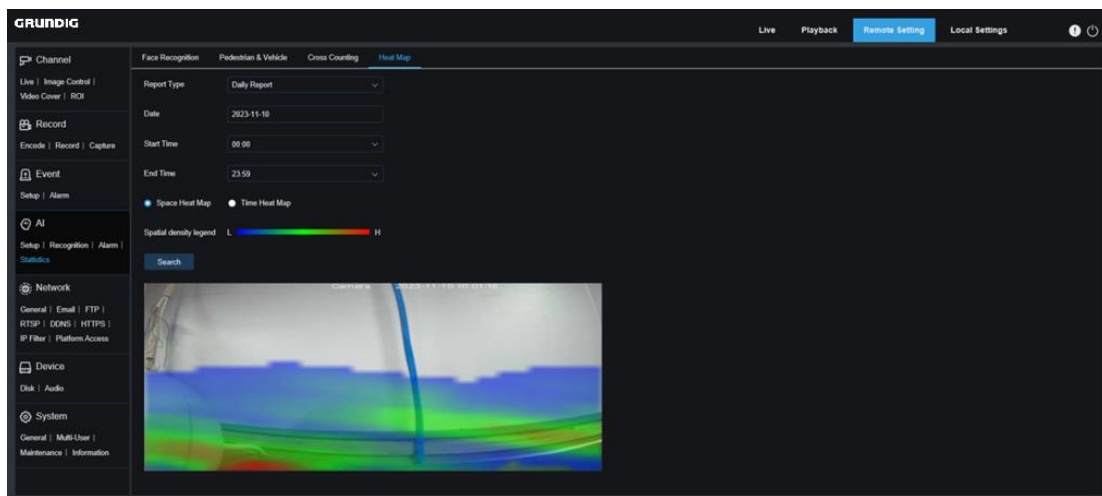 GRUNDIG
Live Playback Remote Setting Local Settings
Channel
Live | Image Control |
Video Cover | ROI
Record
Encode | Record | Capture
Event
Setup | Alarm
AI
Setup | Recognition | Alarm |
Statistics
Network
General | Email | FTP |
RTSP | DDNS | HTTPS |
IP Filter | Platform Access
Device
Disk | Audio
System
General | Multi-User |
Maintenance | Information
Face Recognition Pedestrian & Vehicle Cross Counting Heat Map
Report Type Daily Report
Date 2023-11-10
Start Time 00:00
End Time 23:59
Space Heat Map Time Heat Map
Spatial density legend L H
Search
Camera 2023-11-10